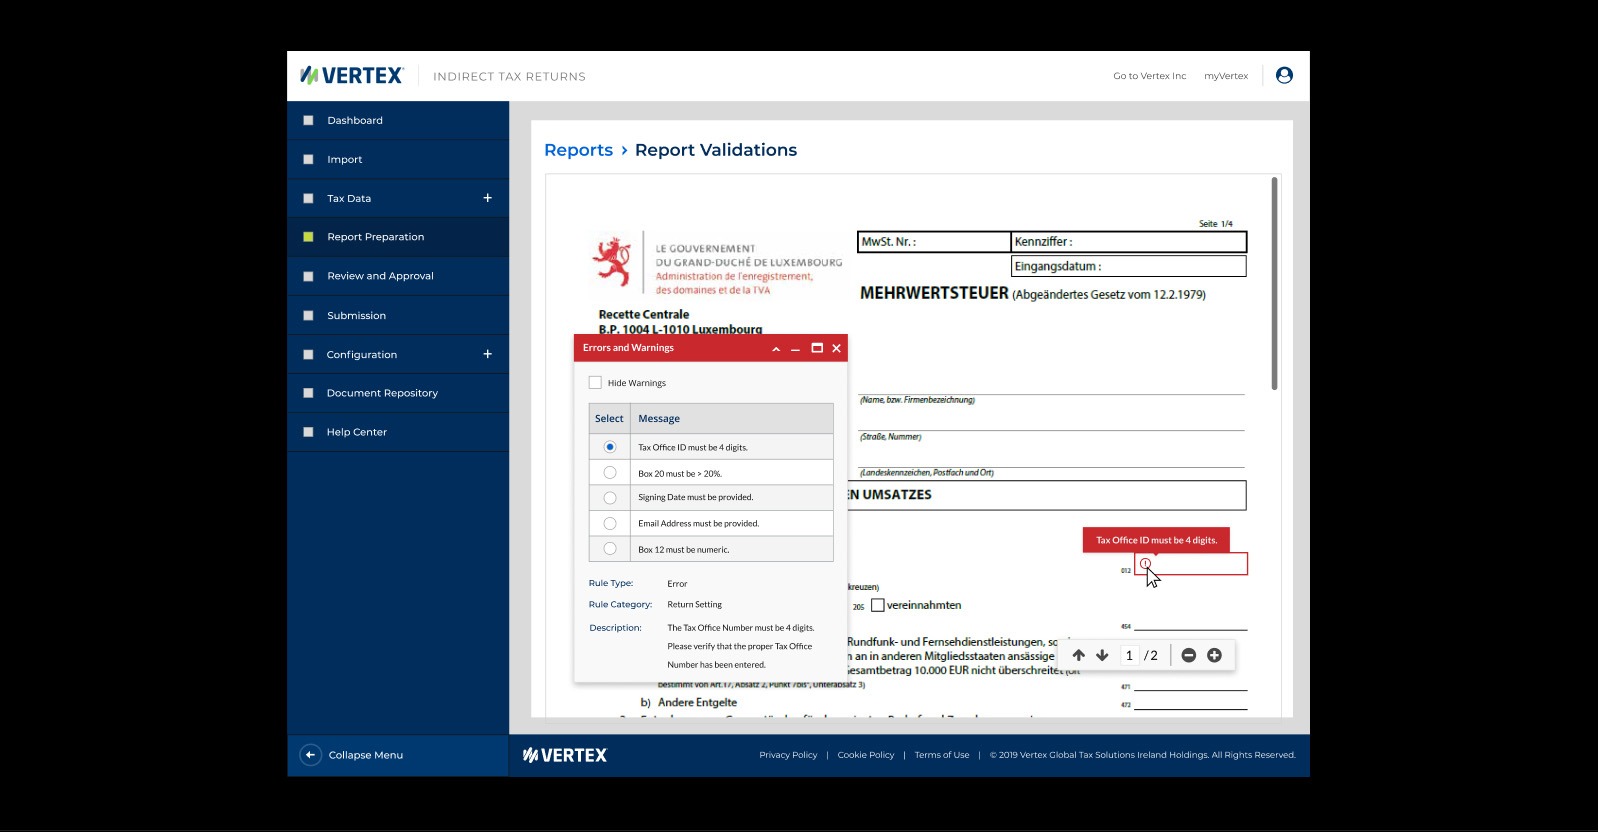 VERTEX
INDIRECT TAX RETURNS
Go to Vertex Inc
myVertex
Dashboard
Import
Tax Data
Report Preparation
Review and Approval
Submission
Configuration
Document Repository
Help Center
Collapse Menu
Reports › Report Validations
Seite 1/4
LE GOUVERNEMENT
DU GRAND-DUCHÉ DE LUXEMBOURG
Administration de l'enregistrement,
des domaines et de la TVA
MwSt. Nr. :
Kennziffer :
Eingangsdatum :
MEHRWERTSTEUER (Abgeändertes Gesetz vom 12.2.1979)
Recette Centrale
B.P. 1004 L-1010 Luxembourg
Errors and Warnings
Hide Warnings
Select
Message
Tax Office ID must be 4 digits.
Box 20 must be > 20%.
Signing Date must be provided.
Email Address must be provided.
Box 12 must be numeric.
Rule Type:
Error
Rule Category:
Return Setting
Description:
The Tax Office Number must be 4 digits.
Please verify that the proper Tax Office
Number has been entered.
(Name, bzw. Firmenbezeichnung)
(Straße, Nummer)
(Landeskennzeichen, Postfach und Ort)
EN UMSATZES
Tax Office ID must be 4 digits.
012
kreuzen)
205
vereinnahmten
454
Rundfunk- und Fernsehdienstleistungen,
an in anderen Mitgliedsstaaten ansässige
Gesamtbetrag 10.000 EUR nicht überschreitet
bestimmt von Art.17, Absatz 2, Punkt 7bis°, Unterabsatz 3)
1 /2
471
b) Andere Entgelte
472
VERTEX
Privacy Policy | Cookie Policy | Terms of Use | © 2019 Vertex Global Tax Solutions Ireland Holdings. All Rights Reserved.